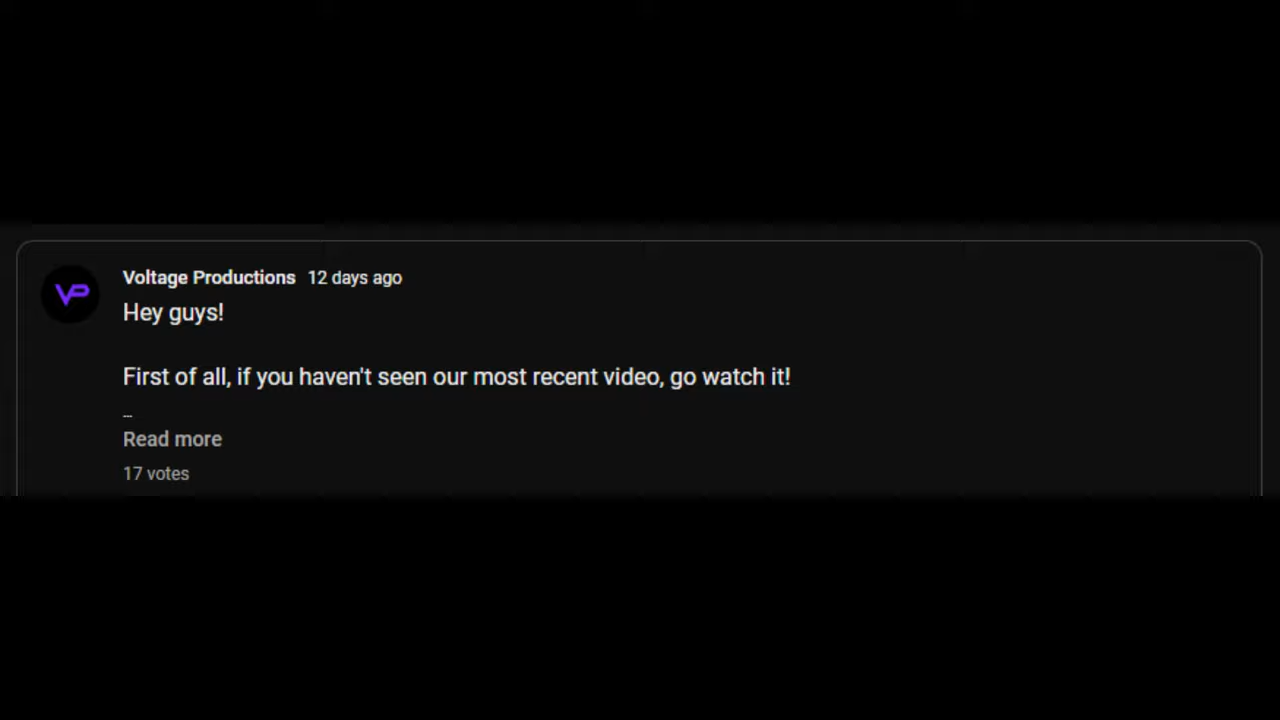 VP
Voltage Productions 12 days ago
Hey guys!
First of all, if you haven't seen our most recent video, go watch it!
...
Read more
17 votes